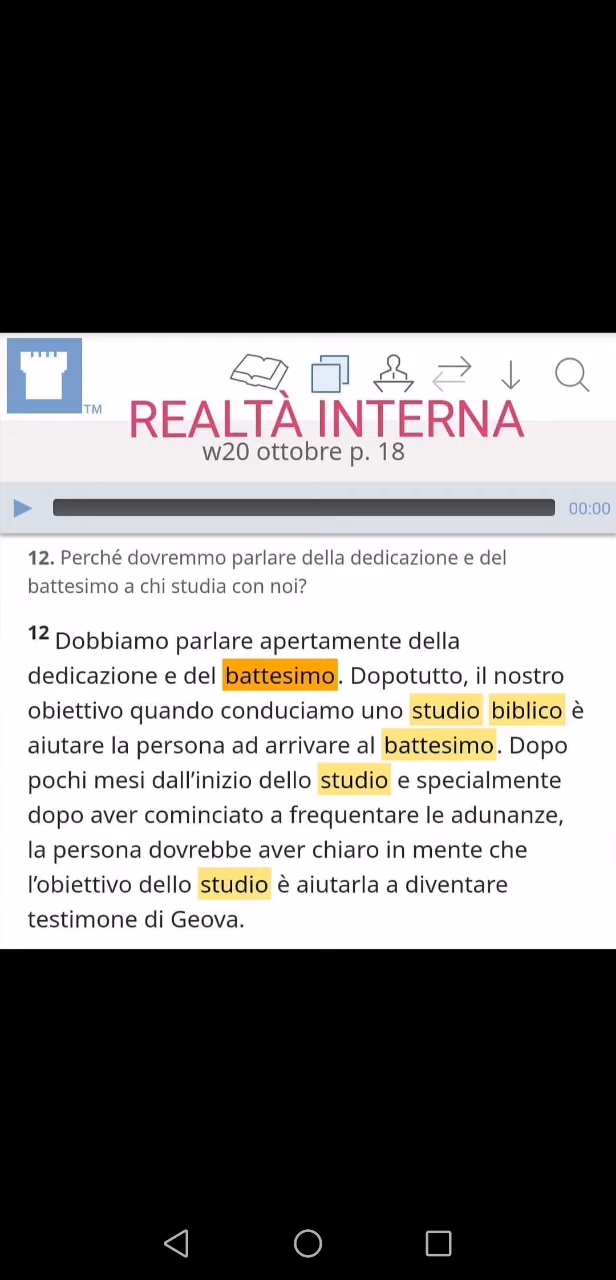 TM
REALTÀ INTERNA
w20 ottobre p. 18
00:00
12. Perché dovremmo parlare della dedicazione e del
battesimo a chi studia con noi?
12 Dobbiamo parlare apertamente della
dedicazione e del battesimo. Dopotutto, il nostro
obiettivo quando conduciamo uno studio biblico è
aiutare la persona ad arrivare al battesimo. Dopo
pochi mesi dall’inizio dello studio e specialmente
dopo aver cominciato a frequentare le adunanze,
la persona dovrebbe aver chiaro in mente che
l’obiettivo dello studio è aiutarla a diventare
testimone di Geova.